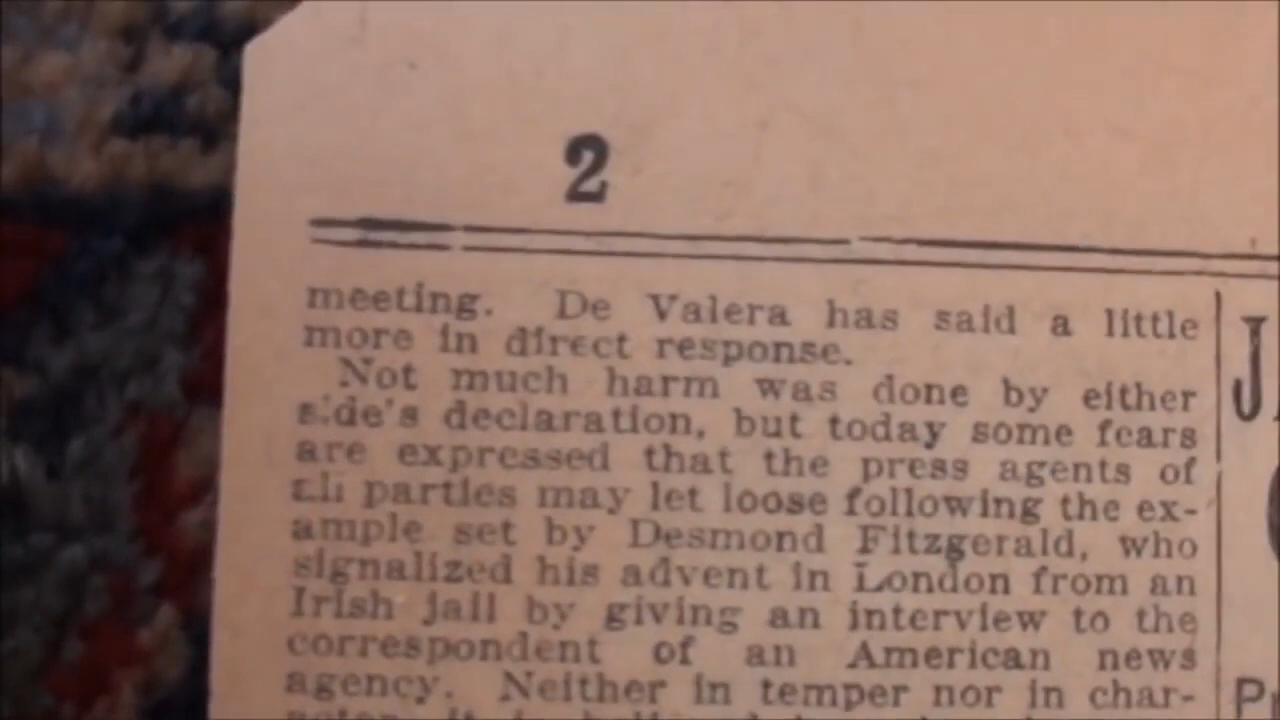 2
meeting. De Valera has said a little
more in direct response.
Not much harm was done by either
side's declaration, but today some fears
are expressed that the press agents of
all parties may let loose following the ex-
ample set by Desmond Fitzgerald, who
signalized his advent in London from an
Irish jail by giving an interview to the
correspondent of an American news
agency. Neither in temper nor in char-
J
P